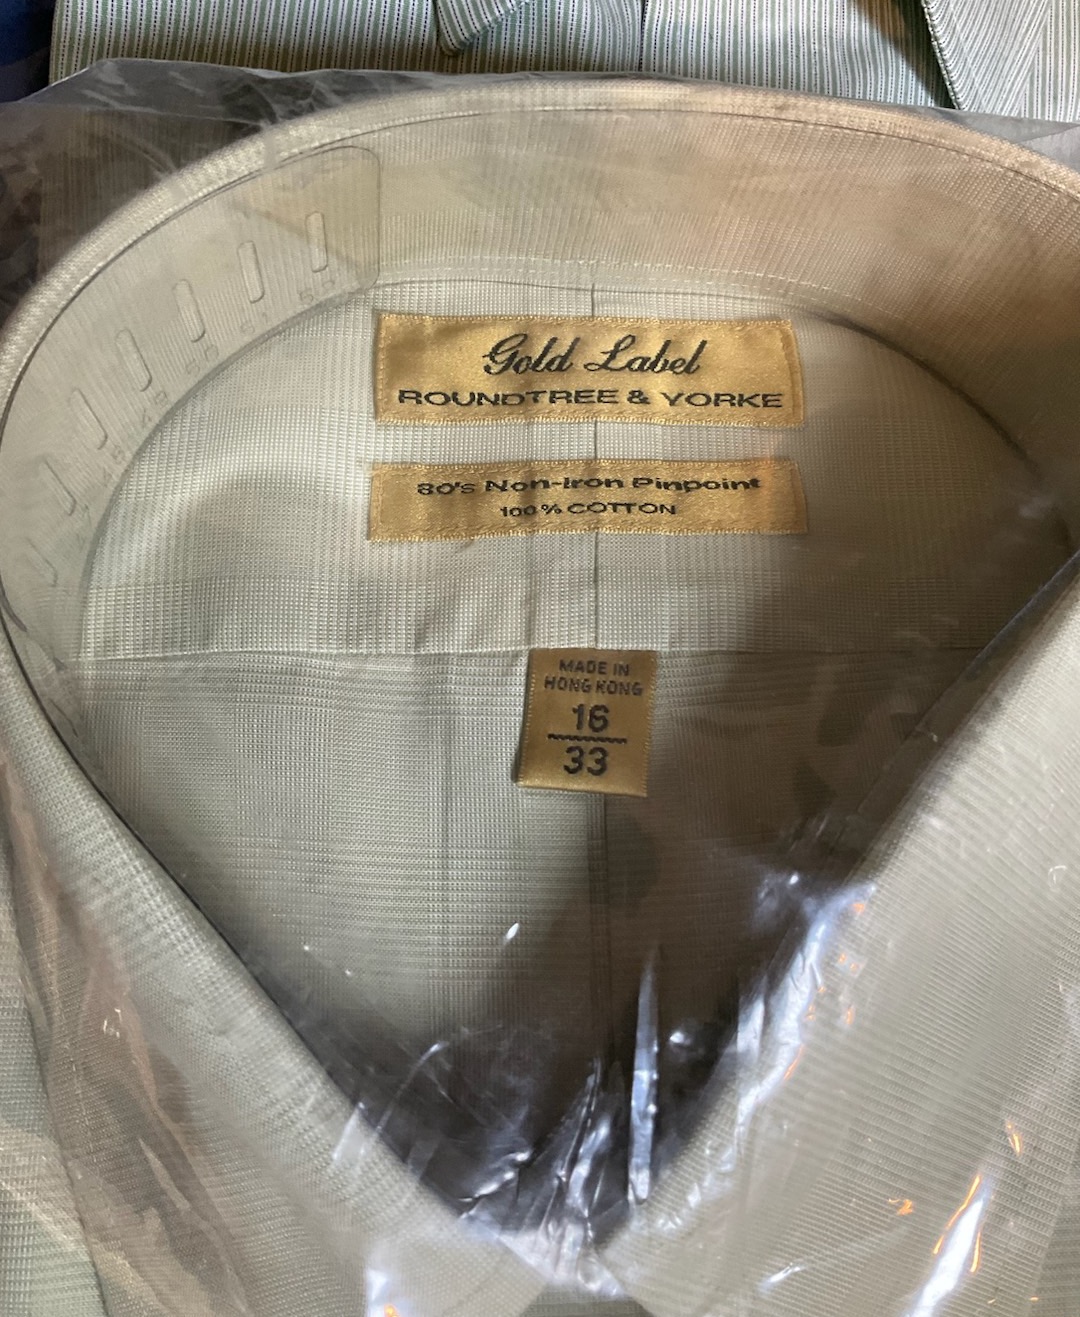 Gold Label
ROUNDTREE & YORKE
80's Non-Iron Pinpoint
100% COTTON
MADE IN
HONG KONG
16
33